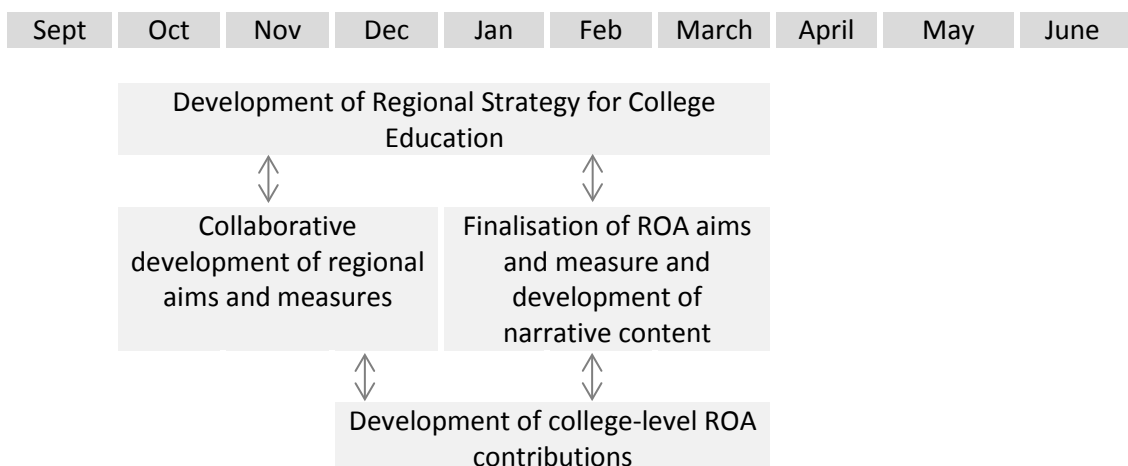 Sept Oct Nov Dec Jan Feb March April May June
Development of Regional Strategy for College
Education
Collaborative
development of regional
aims and measures
Finalisation of ROA aims
and measure and
development of
narrative content
Development of college-level ROA
contributions